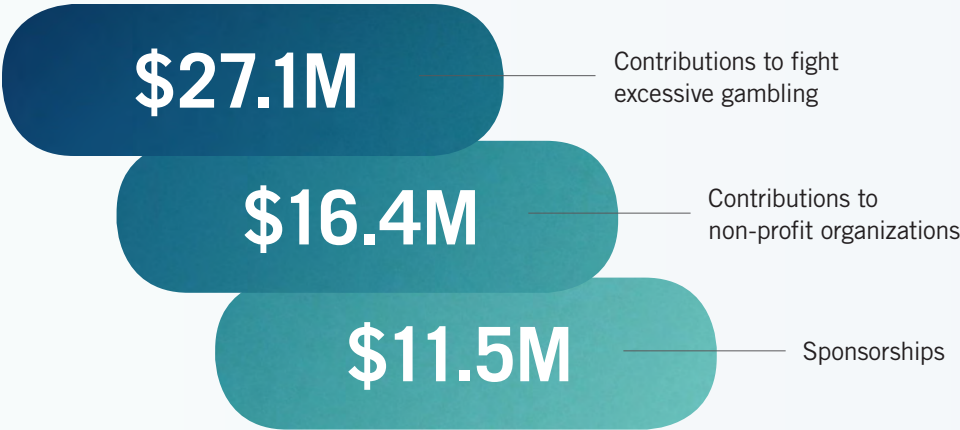 $27.1M
Contributions to fight
excessive gambling
$16.4M
Contributions to
non-profit organizations
$11.5M
Sponsorships